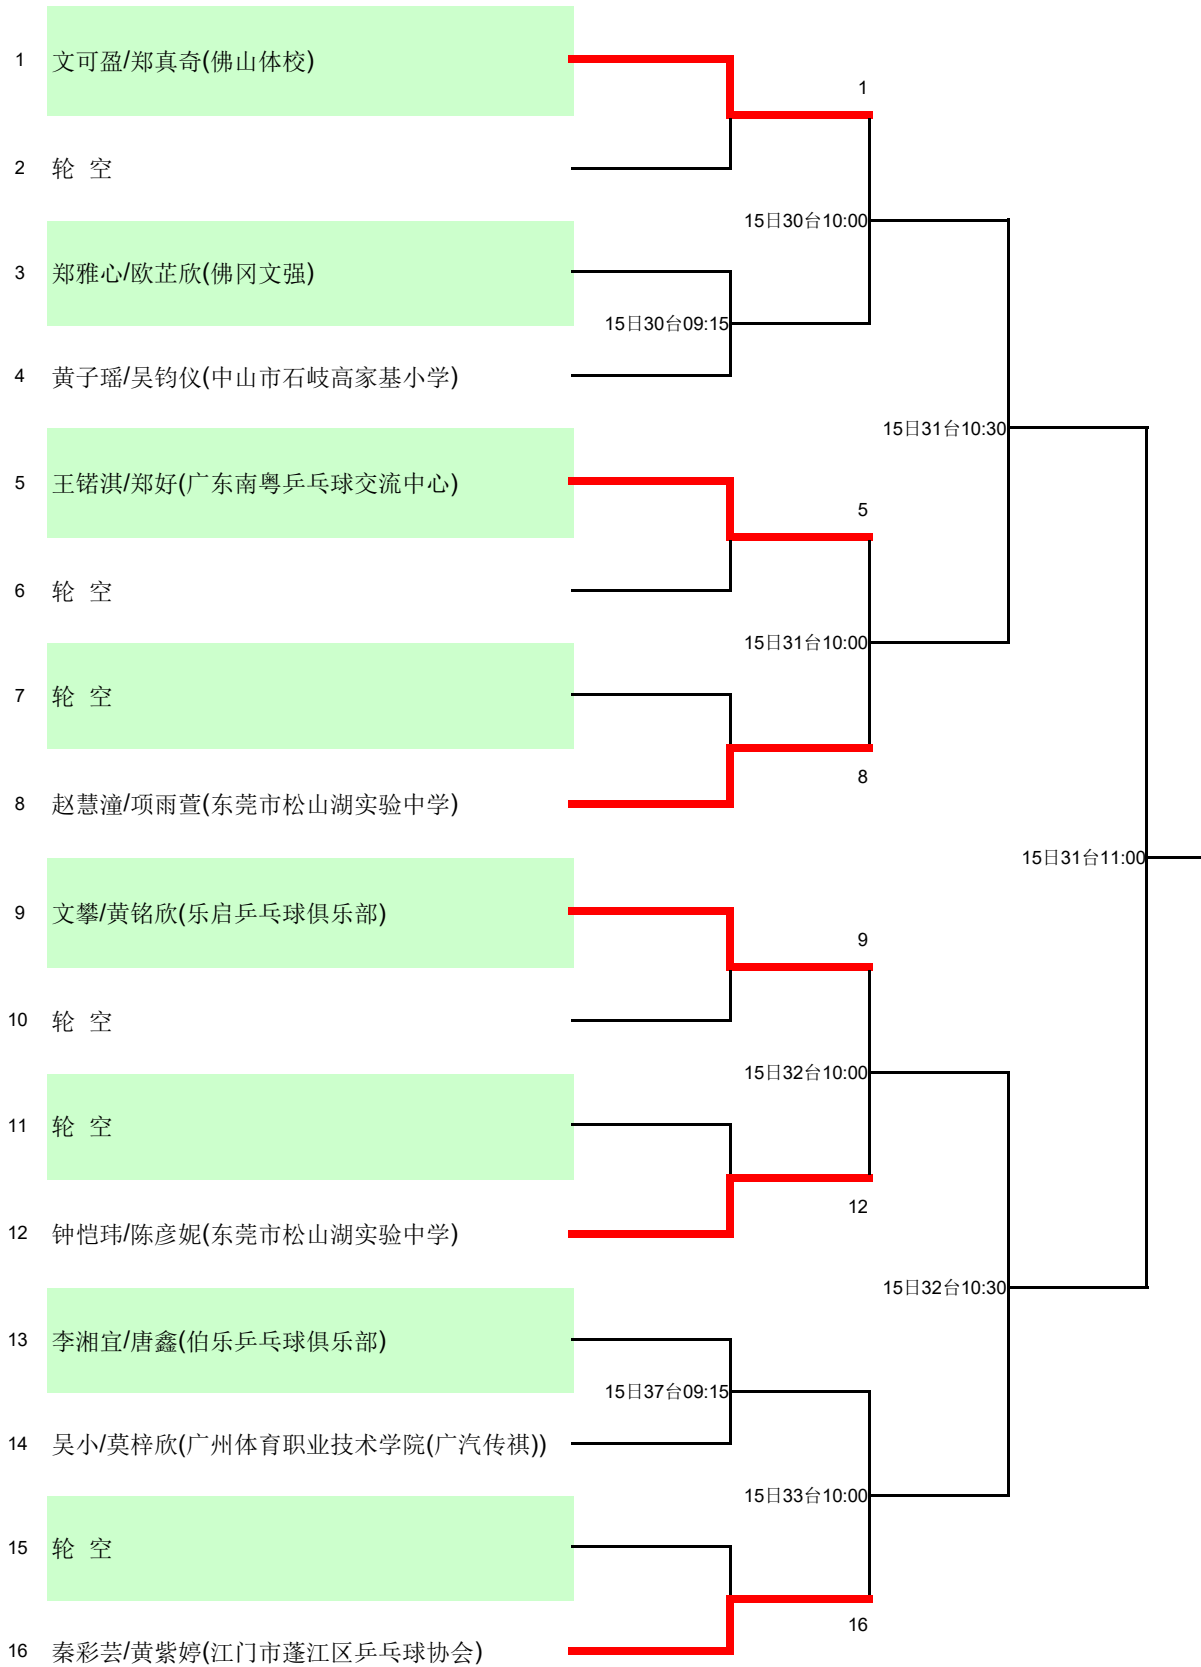 1 文可盈/郑真奇(佛山体校)
1
2 轮 空
15日30台10:00
3 郑雅心/欧芷欣(佛冈文强)
15日30台09:15
4 黄子瑶/吴钧仪(中山市石岐高家基小学)
15日31台10:30
5 王锘淇/郑好(广东南粤乒乓球交流中心)
5
6 轮 空
15日31台10:00
7 轮 空
8
8 赵慧潼/项雨萱(东莞市松山湖实验中学)
15日31台11:00
9 文攀/黄铭欣(乐启乒乓球俱乐部)
9
10 轮 空
15日32台10:00
11 轮 空
12
12 钟恺玮/陈彦妮(东莞市松山湖实验中学)
15日32台10:30
13 李湘宜/唐鑫(伯乐乒乓球俱乐部)
15日37台09:15
14 吴小/莫梓欣(广州体育职业技术学院(广汽传祺))
15日33台10:00
15 轮 空
16
16 秦彩芸/黄紫婷(江门市蓬江区乒乓球协会)